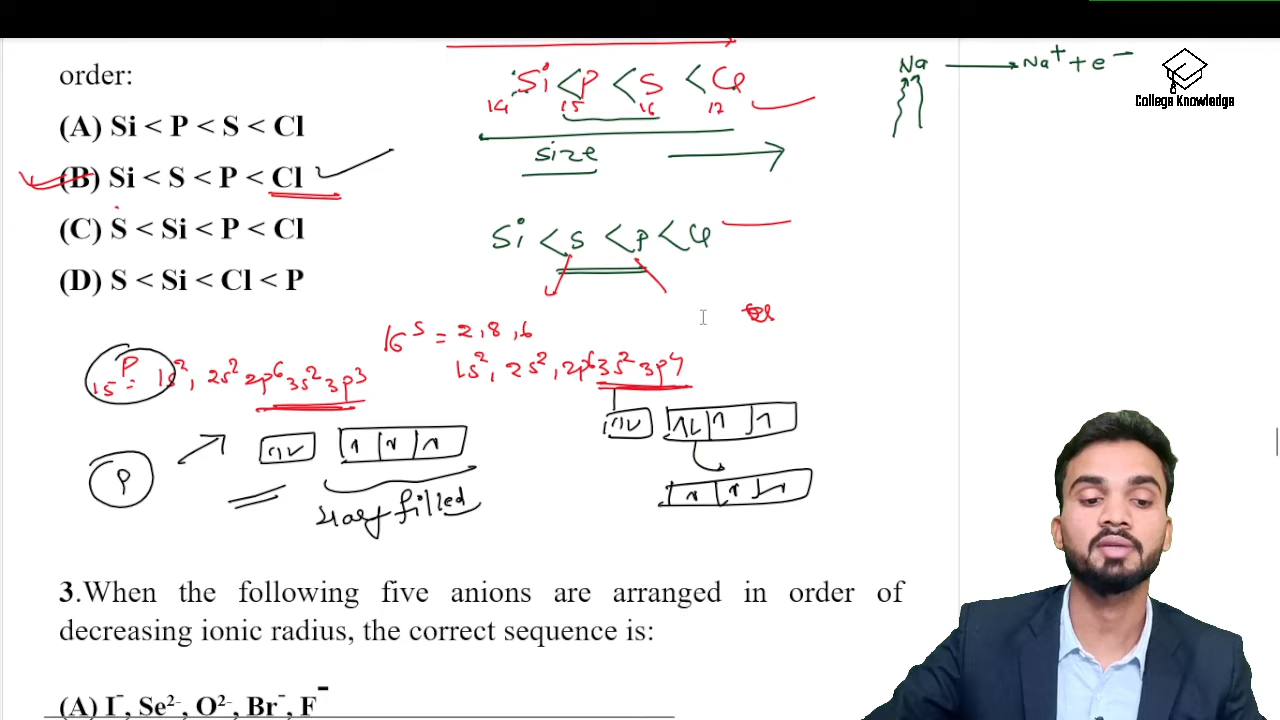 order:
(A) Si < P < S < Cl
(B) Si < S < P < Cl
(C) S < Si < P < Cl
(D) S < Si < Cl < P
Si < P < S < Cl
14 15 16 17
size
Si < S < P < Cl
Na → Na⁺ + e⁻
College Knowledge
16 S = 2, 8, 6
1s², 2s², 2p⁶ 3s² 3p⁴
15 P = 1s², 2s² 2p⁶ 3s² 3p³
P
filled
3.When the following five anions are arranged in order of
decreasing ionic radius, the correct sequence is:
(A) I⁻, Se²⁻, O²⁻, Br⁻, F⁻